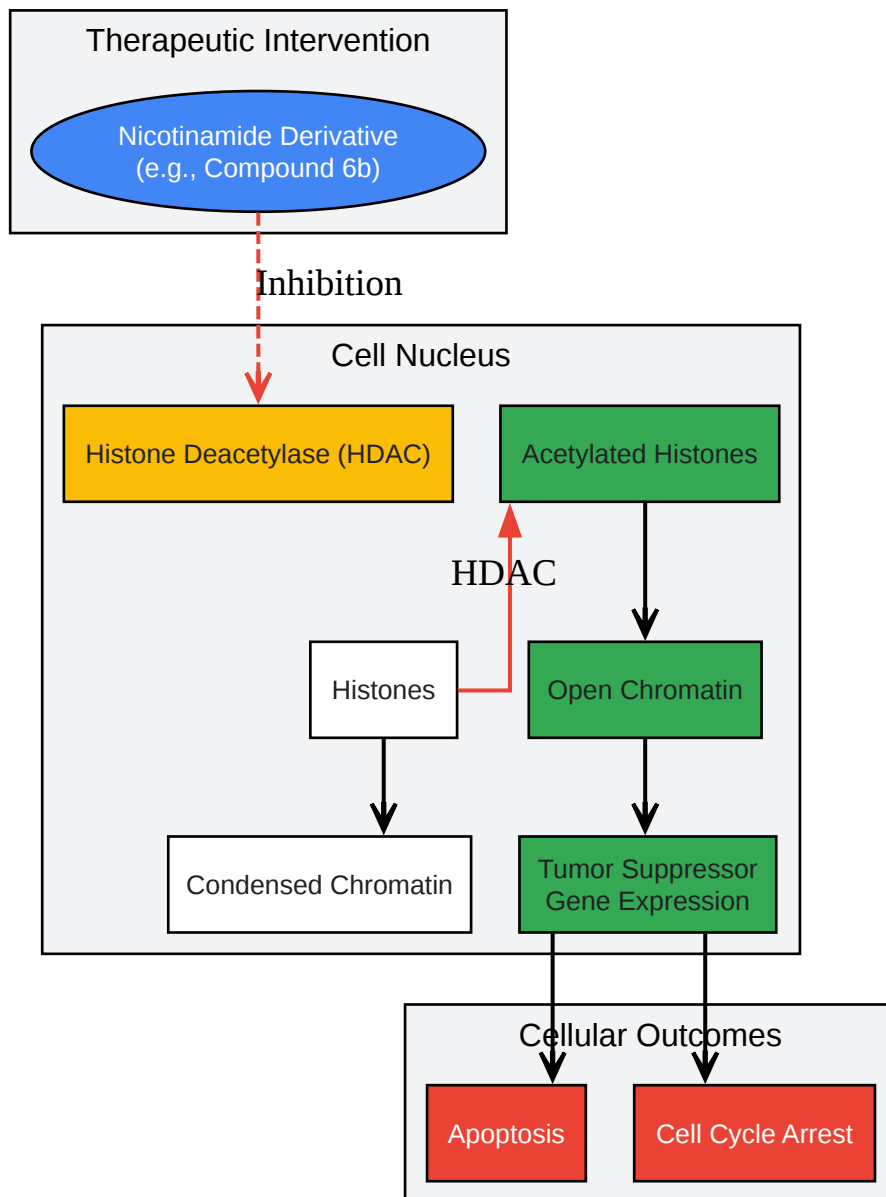 Therapeutic Intervention
Nicotinamide Derivative
(e.g., Compound 6b)
Inhibition
Cell Nucleus
Histone Deacetylase (HDAC)
Acetylated Histones
HDAC
Histones
Open Chromatin
Condensed Chromatin
Tumor Suppressor
Gene Expression
Cellular Outcomes
Apoptosis
Cell Cycle Arrest